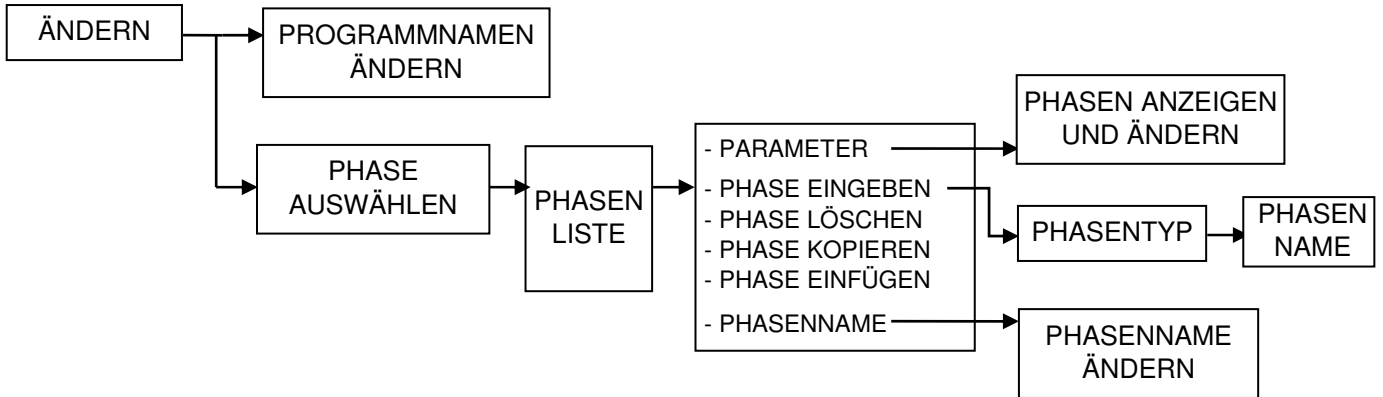 ÄNDERN
PROGRAMMNAMEN
ÄNDERN
PHASE
AUSWÄHLEN
PHASEN
LISTE
- PARAMETER
- PHASE EINGEBEN
- PHASE LÖSCHEN
- PHASE KOPIEREN
- PHASE EINFÜGEN
- PHASENNAME
PHASEN ANZEIGEN
UND ÄNDERN
PHASENTYP
PHASEN
NAME
PHASENNAME
ÄNDERN